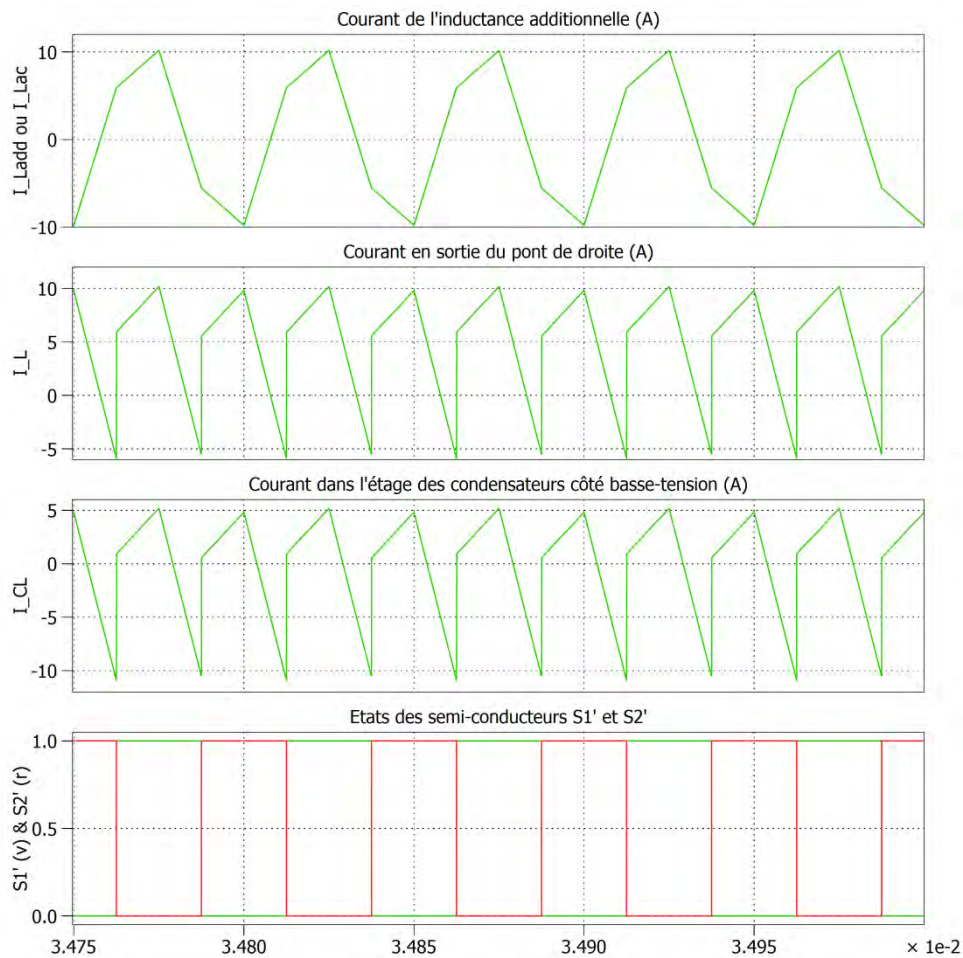 Courant de l'inductance additionnelle (A)
I_Ladd ou I_Lac
10
0
-10
Courant en sortie du pont de droite (A)
I_L
10
5
0
-5
Courant dans l'étage des condensateurs côté basse-tension (A)
I_CL
5
0
-5
-10
Etats des semi-conducteurs S1' et S2'
S1' (v) & S2' (r)
1.0
0.5
0.0
3.475 3.480 3.485 3.490 3.495 × 1e-2